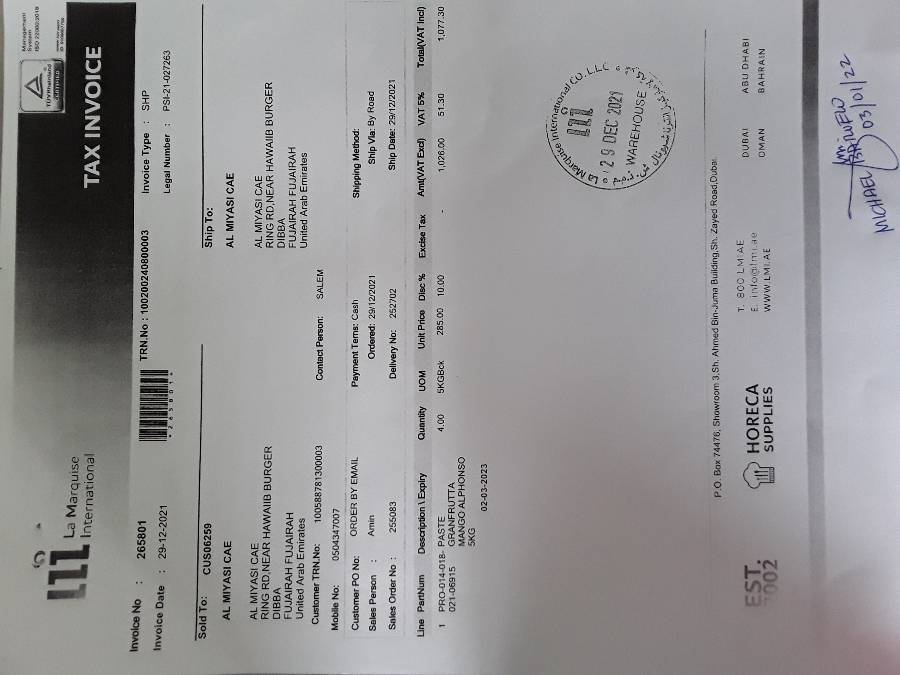 La Marquise
International
Management
System
ISO 22000:2018
TÜVRheinland
CERTIFIED
TAX INVOICE
Invoice No : 265801
*265801*
TRN.No : 100200240800003
Invoice Type : SHP
Invoice Date : 29-12-2021
Legal Number : PSI-21-027263
Sold To: CUS06259
Ship To:
AL MIYASI CAE
AL MIYASI CAE
AL MIYASI CAE
RING RD,NEAR HAWAIIB BURGER
DIBBA
FUJAIRAH FUJAIRAH
United Arab Emirates
AL MIYASI CAE
RING RD,NEAR HAWAIIB BURGER
DIBBA
FUJAIRAH FUJAIRAH
United Arab Emirates
Customer TRN.No: 100588781300003
Contact Person: SALEM
Mobile No: 0504347007
Customer PO No: ORDER BY EMAIL
Payment Tems: Cash
Shipping Method:
Sales Person : Amin
Ordered: 29/12/2021
Ship Via: By Road
Sales Order No : 255083
Delivery No: 252702
Ship Date: 29/12/2021
Line PartNum Description \ Expiry Quantity UOM Unit Price Disc % Excise Tax Amt(VAT Excl) VAT 5% Total(VAT Incl)
1 PRO-014-018- PASTE 4.00 5KGBck 285.00 10.00 - 1,026.00 51.30 1,077.30
021-06915 GRANFRUTTA
MANGO ALPHONSO
5KG
02-03-2023
La Marquise International CO. LLC
29 DEC 2021
WAREHOUSE
P.O. Box 74476, Showroom 3,Sh. Ahmed Bin-Juma Building,Sh. Zayed Road,Dubai
EST.
2002
HORECA
SUPPLIES
T. 800 LMI AE
E. info@lmi.ae
WWW.LMI.AE
DUBAI
OMAN
ABU DHABI
BAHRAIN
MICHAEL
03/01/22